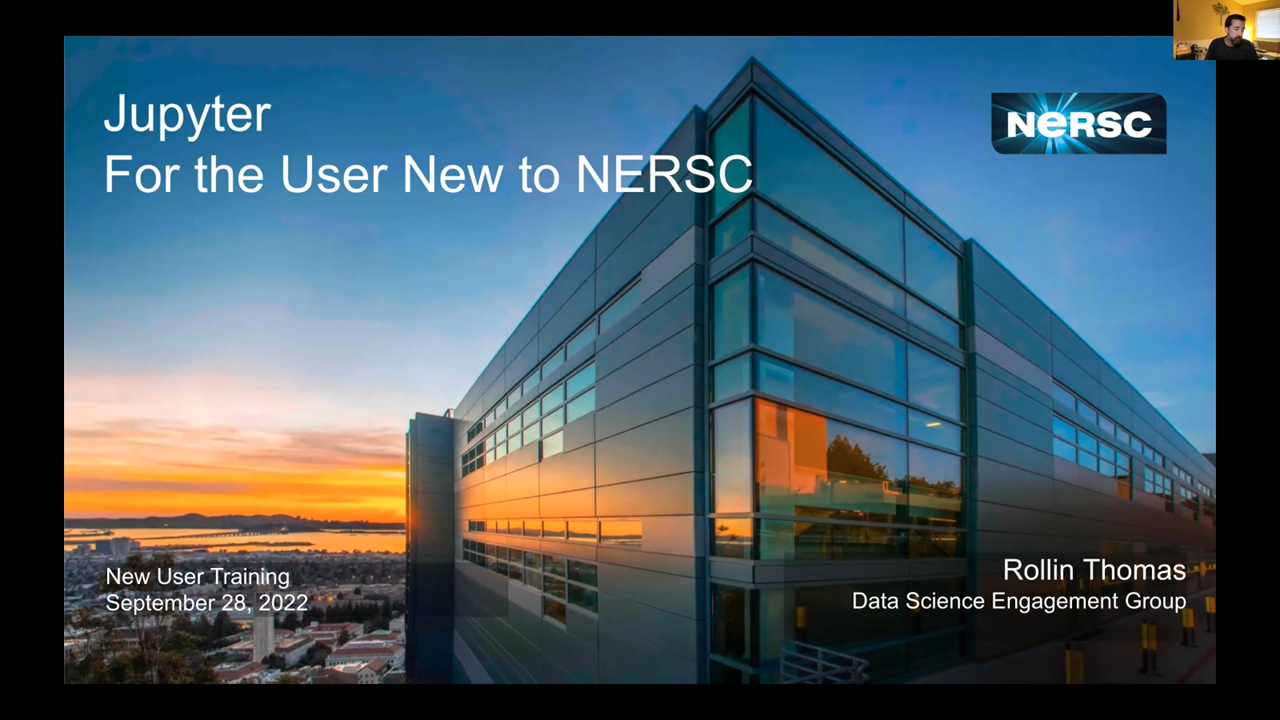 Jupyter
For the User New to NERSC
NERSC
New User Training
September 28, 2022
Rollin Thomas
Data Science Engagement Group